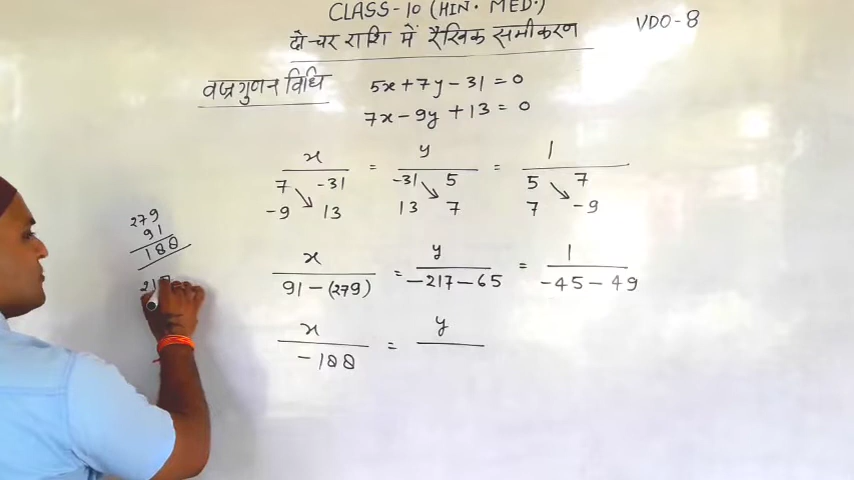 CLASS-10 (HIN. MED.)
दो-चर राशि में रैखिक समीकरण VDO-8
वज्रगुणन विधि 5x+7y-31=0
7x-9y+13=0
x = y = 1
7 -31 -31 5 5 7
-9 13 13 7 7 -9
279
91
188
x = y = 1
91-(279) -217-65 -45-49
x = y
-188